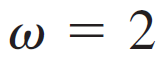 ω = 2